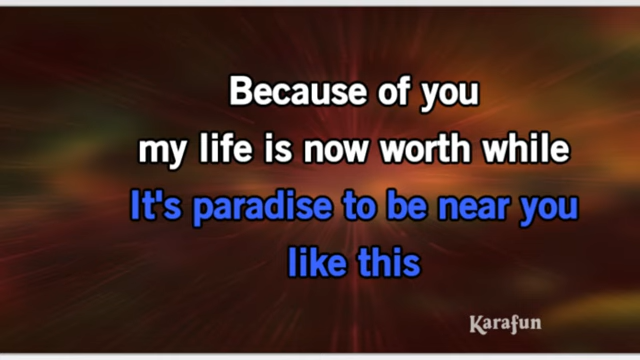 Because of you
my life is now worth while
It's paradise to be near you
like this
Karafun